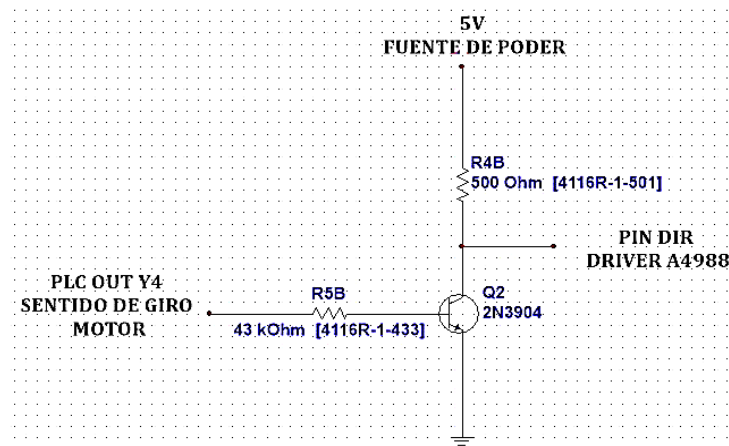 5V
FUENTE DE PODER
R4B
500 Ohm [4116R-1-501]
PIN DIR
DRIVER A4988
PLC OUT Y4
SENTIDO DE GIRO
MOTOR
R5B
43 kOhm [4116R-1-433]
Q2
2N3904